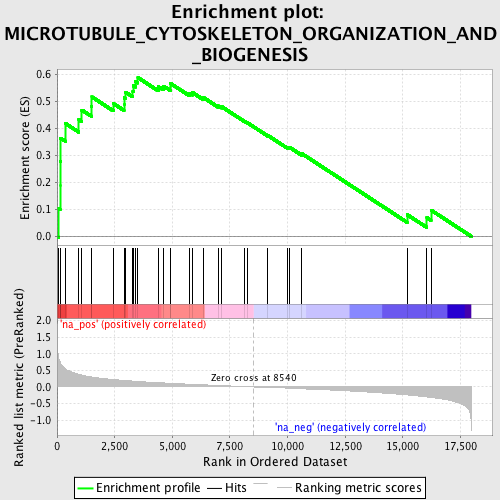 Enrichment plot:
MICROTUBULE_CYTOSKELETON_ORGANIZATION_AND
_BIOGENESIS
Enrichment score (ES)
0.6
0.5
0.4
0.3
0.2
0.1
0.0
'na_pos' (positively correlated)
Ranked list metric (PreRanked)
2.0
1.5
1.0
0.5
0.0
-0.5
-1.0
Zero cross at 8540
'na_neg' (negatively correlated)
0
2,500
5,000
7,500
10,000
12,500
15,000
17,500
Rank in Ordered Dataset
Enrichment profile
Hits
Ranking metric scores